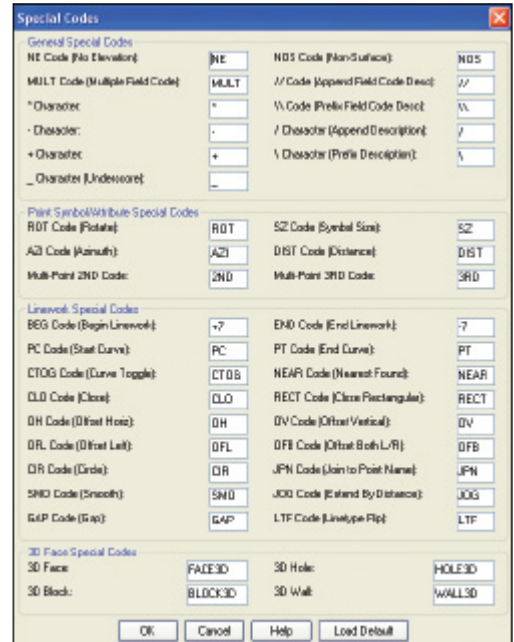 Special Codes
General Special Codes
NE Code (No Elevation): NE NOS Code (Non-Surface): NOS
MULT Code (Multiple Field Code): MULT // Code (Append Field Code Desc): //
* Character: * \\ Code (Prefix Field Code Desc): \\
- Character: - / Character (Append Description): /
+ Character: + \ Character (Prefix Description): \
_ Character (Underscore): _
Point Symbol/Attribute Special Codes
ROT Code (Rotate): ROT SZ Code (Symbol Size): SZ
AZI Code (Azimuth): AZI DIST Code (Distance): DIST
Multi-Point 2ND Code: 2ND Multi-Point 3RD Code: 3RD
Linework Special Codes
BEG Code (Begin Linework): +7 END Code (End Linework): -7
PC Code (Start Curve): PC PT Code (End Curve): PT
CTOG Code (Curve Toggle): CTOG NEAR Code (Nearest Found): NEAR
CLO Code (Close): CLO RECT Code (Close Rectangular): RECT
OH Code (Offset Horiz): OH OV Code (Offset Vertical): OV
OFL Code (Offset Left): OFL OFB Code (Offset Both L/R): OFB
CIR Code (Circle): CIR JPN Code (Join to Point Name): JPN
SMO Code (Smooth): SMO JOG Code (Extend By Distance): JOG
GAP Code (Gap): GAP LTF Code (Linetype Flip): LTF
3D Face Special Codes
3D Face: FACE3D 3D Hole: HOLE3D
3D Block: BLOCK3D 3D Wall: WALL3D
OK Cancel Help Load Default